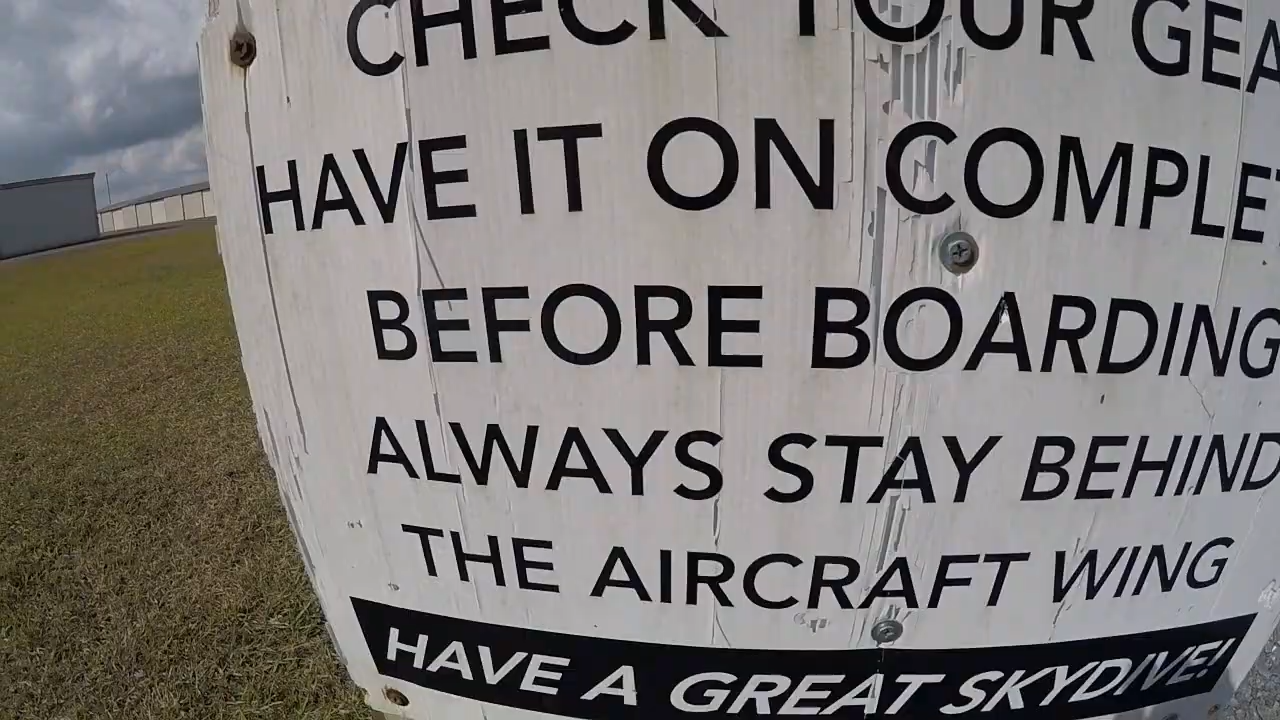 CHECK YOUR GEA
HAVE IT ON COMPLET
BEFORE BOARDING
ALWAYS STAY BEHIND
THE AIRCRAFT WING
HAVE A GREAT SKYDIVE!